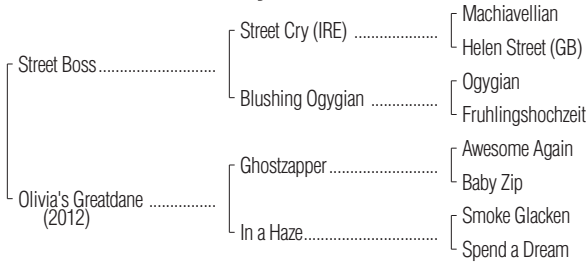 Machiavellian
Street Cry (IRE) ....................
Helen Street (GB)
Street Boss............................
Ogygian
Blushing Ogygian ................
Fruhlingshochzeit
Awesome Again
Ghostzapper..........................
Baby Zip
Olivia's Greatdane ................
(2012)
Smoke Glacken
In a Haze................................
Spend a Dream